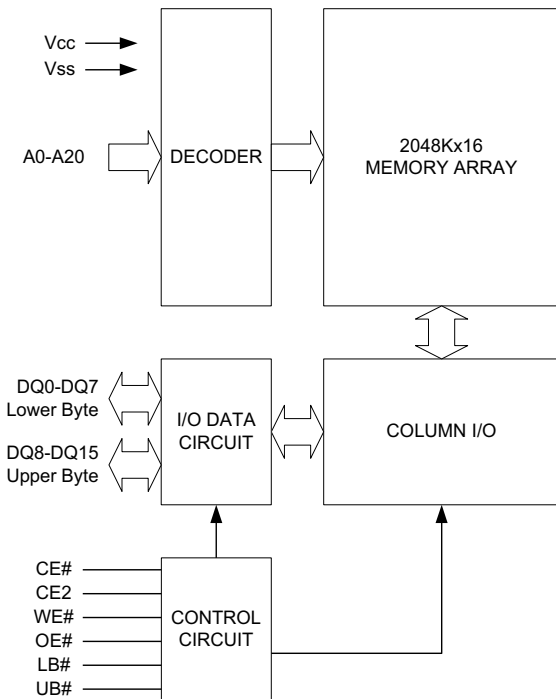 Vcc
Vss
A0-A20
DECODER
2048Kx16
MEMORY ARRAY
DQ0-DQ7
Lower Byte
DQ8-DQ15
Upper Byte
I/O DATA
CIRCUIT
COLUMN I/O
CE#
CE2
WE#
OE#
LB#
UB#
CONTROL
CIRCUIT